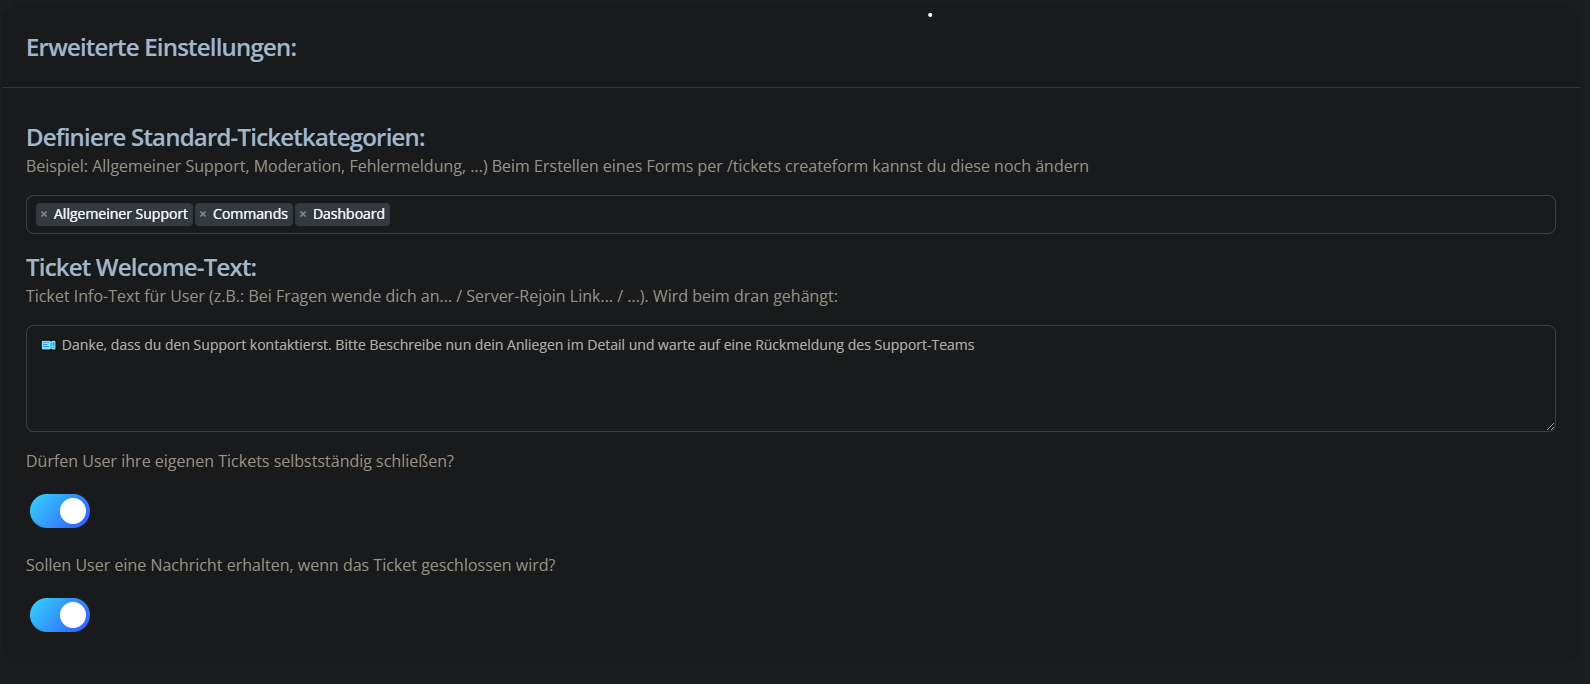 Erweiterte Einstellungen:
Definiere Standard-Ticketkategorien:
Beispiel: Allgemeiner Support, Moderation, Fehlermeldung, ...) Beim Erstellen eines Forms per /tickets createform kannst du diese noch ändern
× Allgemeiner Support × Commands × Dashboard
Ticket Welcome-Text:
Ticket Info-Text für User (z.B.: Bei Fragen wende dich an... / Server-Rejoin Link... / ...). Wird beim dran gehängt:
🎫 Danke, dass du den Support kontaktierst. Bitte Beschreibe nun dein Anliegen im Detail und warte auf eine Rückmeldung des Support-Teams
Dürfen User ihre eigenen Tickets selbstständig schließen?
Sollen User eine Nachricht erhalten, wenn das Ticket geschlossen wird?